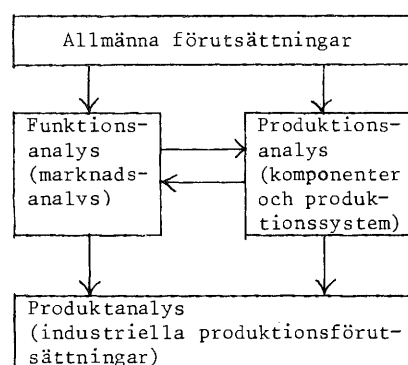 Allmänna förutsättningar
Funktions-
analys
(marknads-
analys)
Produktions-
analys
(komponenter
och produk-
tionssystem)
Produktanalys
(industriella produktionsförut-
sättningar)